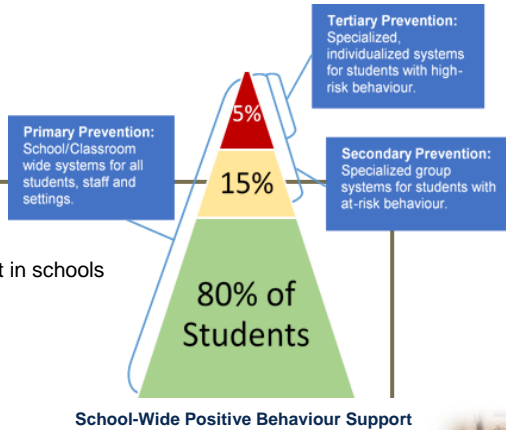 Tertiary Prevention:
Specialized,
individualized systems
for students with high-
risk behaviour.
5%
Primary Prevention:
School/Classroom
wide systems for all
students, staff and
settings.
15%
Secondary Prevention:
Specialized group
systems for students with
at-risk behaviour.
t in schools
80% of
Students
School-Wide Positive Behaviour Support